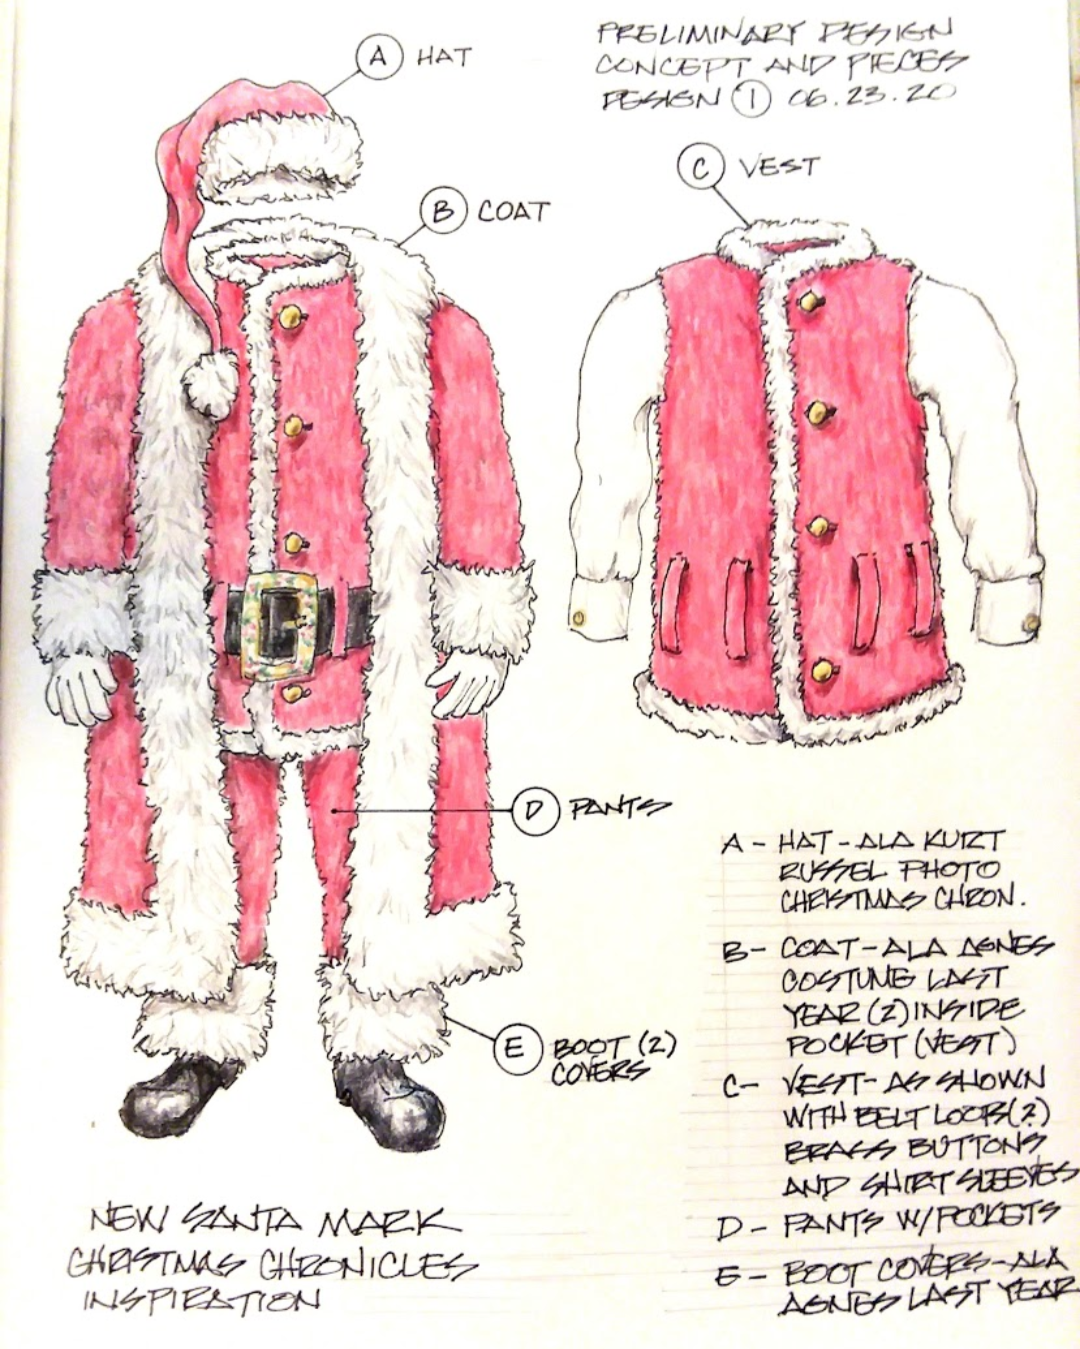 PRELIMINARY DESIGN
CONCEPT AND PIECES
DESIGN 1 06.23.20
A HAT
C VEST
B COAT
D PANTS
E BOOT (2)
COVERS
A - HAT - ALA KURT
RUSSEL PHOTO
CHRISTMAS CHRON.
B - COAT - ALA AGNES
COSTUME LAST
YEAR (2) INSIDE
POCKET (VEST)
C - VEST - AS SHOWN
WITH BELT LOOPS (?)
BRASS BUTTONS
AND SHIRT SLEEVES
D - PANTS W/POCKETS
E - BOOT COVERS - ALA
AGNES LAST YEAR
NEW SANTA MARK
CHRISTMAS CHRONICLES
INSPIRATION